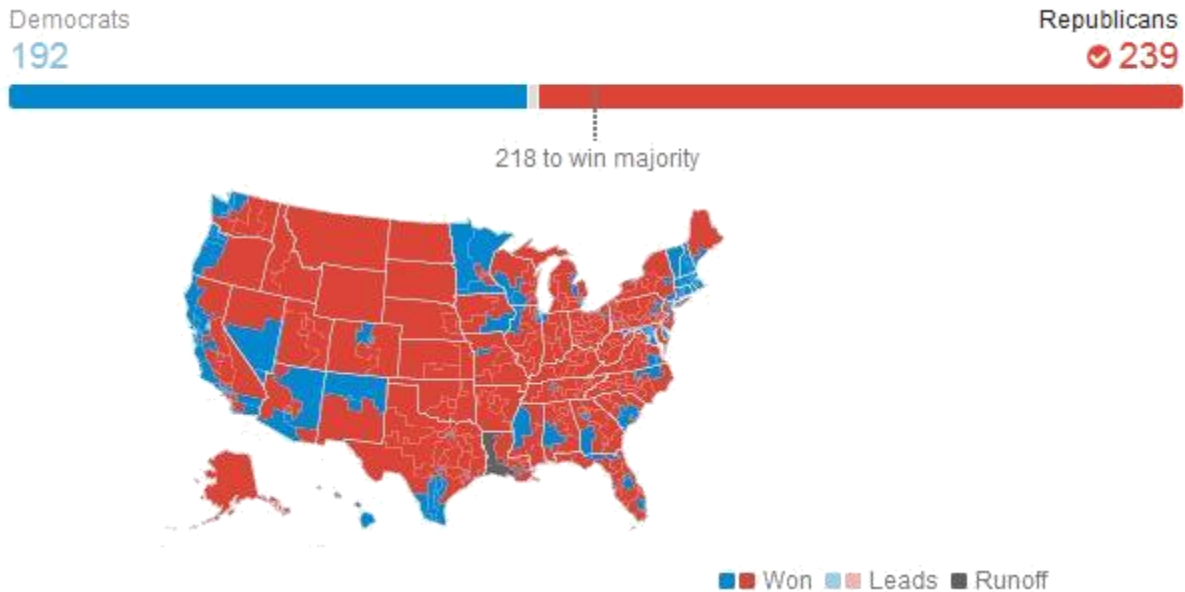 Democrats
Republicans
192
239
218 to win majority
Won
Leads
Runoff